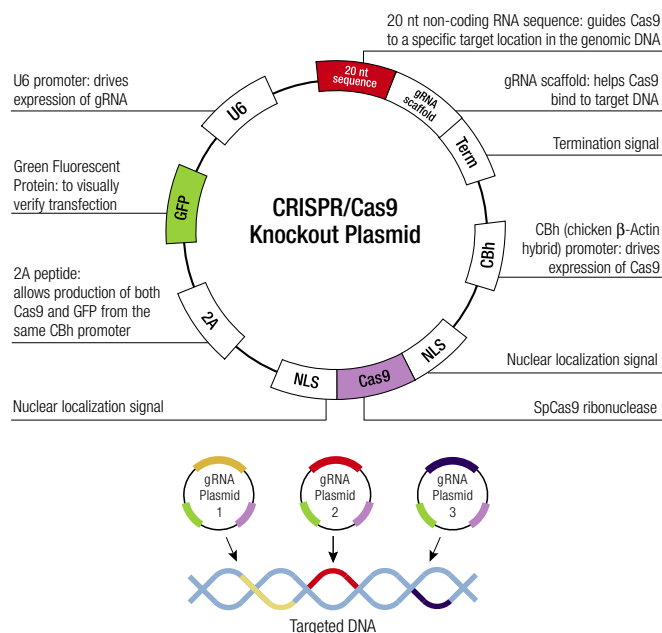 20 nt non-coding RNA sequence: guides Cas9
to a specific target location in the genomic DNA
20 nt
sequence
gRNA
scaffold
gRNA scaffold: helps Cas9
bind to target DNA
Term
Termination signal
U6 promoter: drives
expression of gRNA
U6
Green Fluorescent
Protein: to visually
verify transfection
GFP
CRISPR/Cas9
Knockout Plasmid
CBh
CBh (chicken β-Actin
hybrid) promoter: drives
expression of Cas9
2A peptide:
allows production of both
Cas9 and GFP from the
same CBh promoter
2A
NLS
Cas9
NLS
Nuclear localization signal
Nuclear localization signal
SpCas9 ribonuclease
gRNA
Plasmid
1
gRNA
Plasmid
2
gRNA
Plasmid
3
Targeted DNA